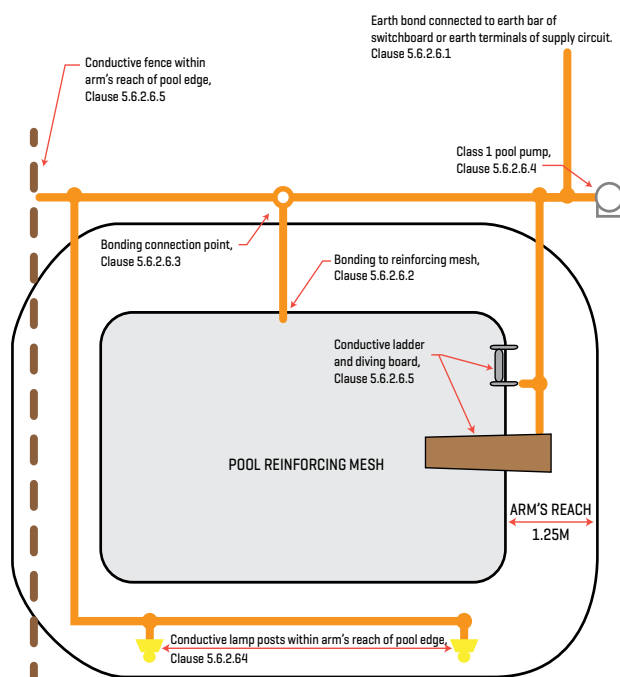 Earth bond connected to earth bar of
switchboard or earth terminals of supply circuit.
Clause 5.6.2.6.1
Conductive fence within
arm's reach of pool edge,
Clause 5.6.2.6.5
Class 1 pool pump,
Clause 5.6.2.6.4
Bonding connection point,
Clause 5.6.2.6.3
Bonding to reinforcing mesh,
Clause 5.6.2.6.2
Conductive ladder
and diving board,
Clause 5.6.2.6.5
POOL REINFORCING MESH
ARM'S REACH
1.25M
Conductive lamp posts within arm's reach of pool edge,
Clause 5.6.2.64